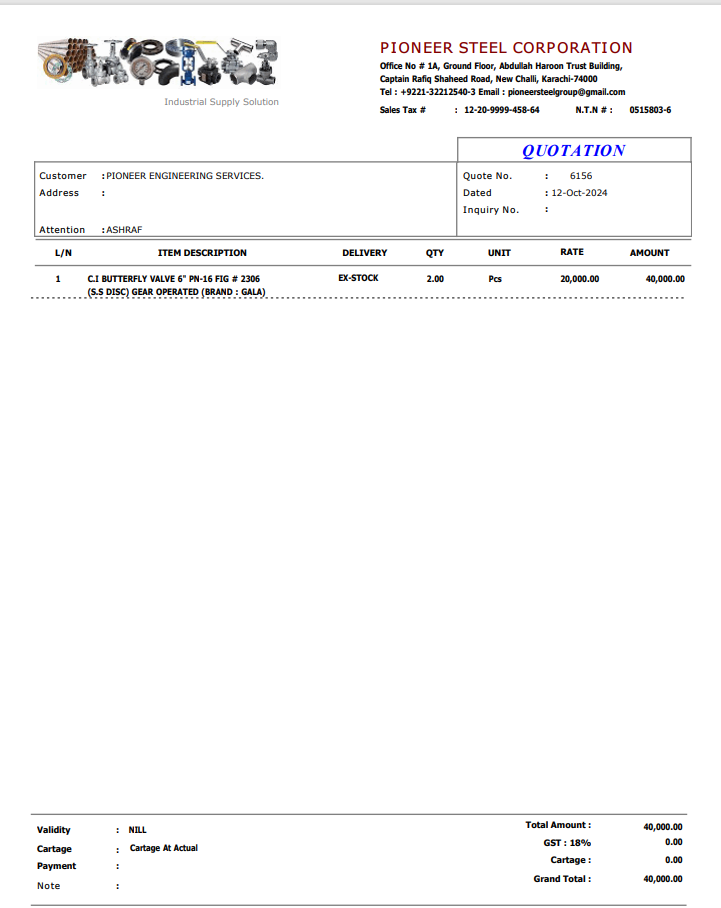 Industrial Supply Solution
PIONEER STEEL CORPORATION
Office No # 1A, Ground Floor, Abdullah Haroon Trust Building,
Captain Rafiq Shaheed Road, New Challi, Karachi-74000
Tel : +9221-32212540-3 Email : pioneersteelgroup@gmail.com
Sales Tax # : 12-20-9999-458-64 N.T.N # : 0515803-6
QUOTATION
Customer : PIONEER ENGINEERING SERVICES.
Address :
Attention : ASHRAF
Quote No. : 6156
Dated : 12-Oct-2024
Inquiry No. :
L/N ITEM DESCRIPTION DELIVERY QTY UNIT RATE AMOUNT
1 C.I BUTTERFLY VALVE 6" PN-16 FIG # 2306 EX-STOCK 2.00 Pcs 20,000.00 40,000.00
(S.S DISC) GEAR OPERATED (BRAND : GALA)
Validity : NILL
Cartage : Cartage At Actual
Payment :
Note :
Total Amount : 40,000.00
GST : 18% 0.00
Cartage : 0.00
Grand Total : 40,000.00